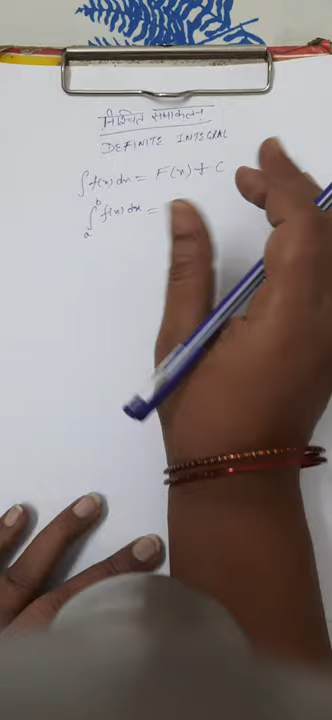 निश्चित समाकलन
DEFINITE INTEGRAL
∫f(x) dx = F(x) + C
∫ₐᵇ f(x) dx =